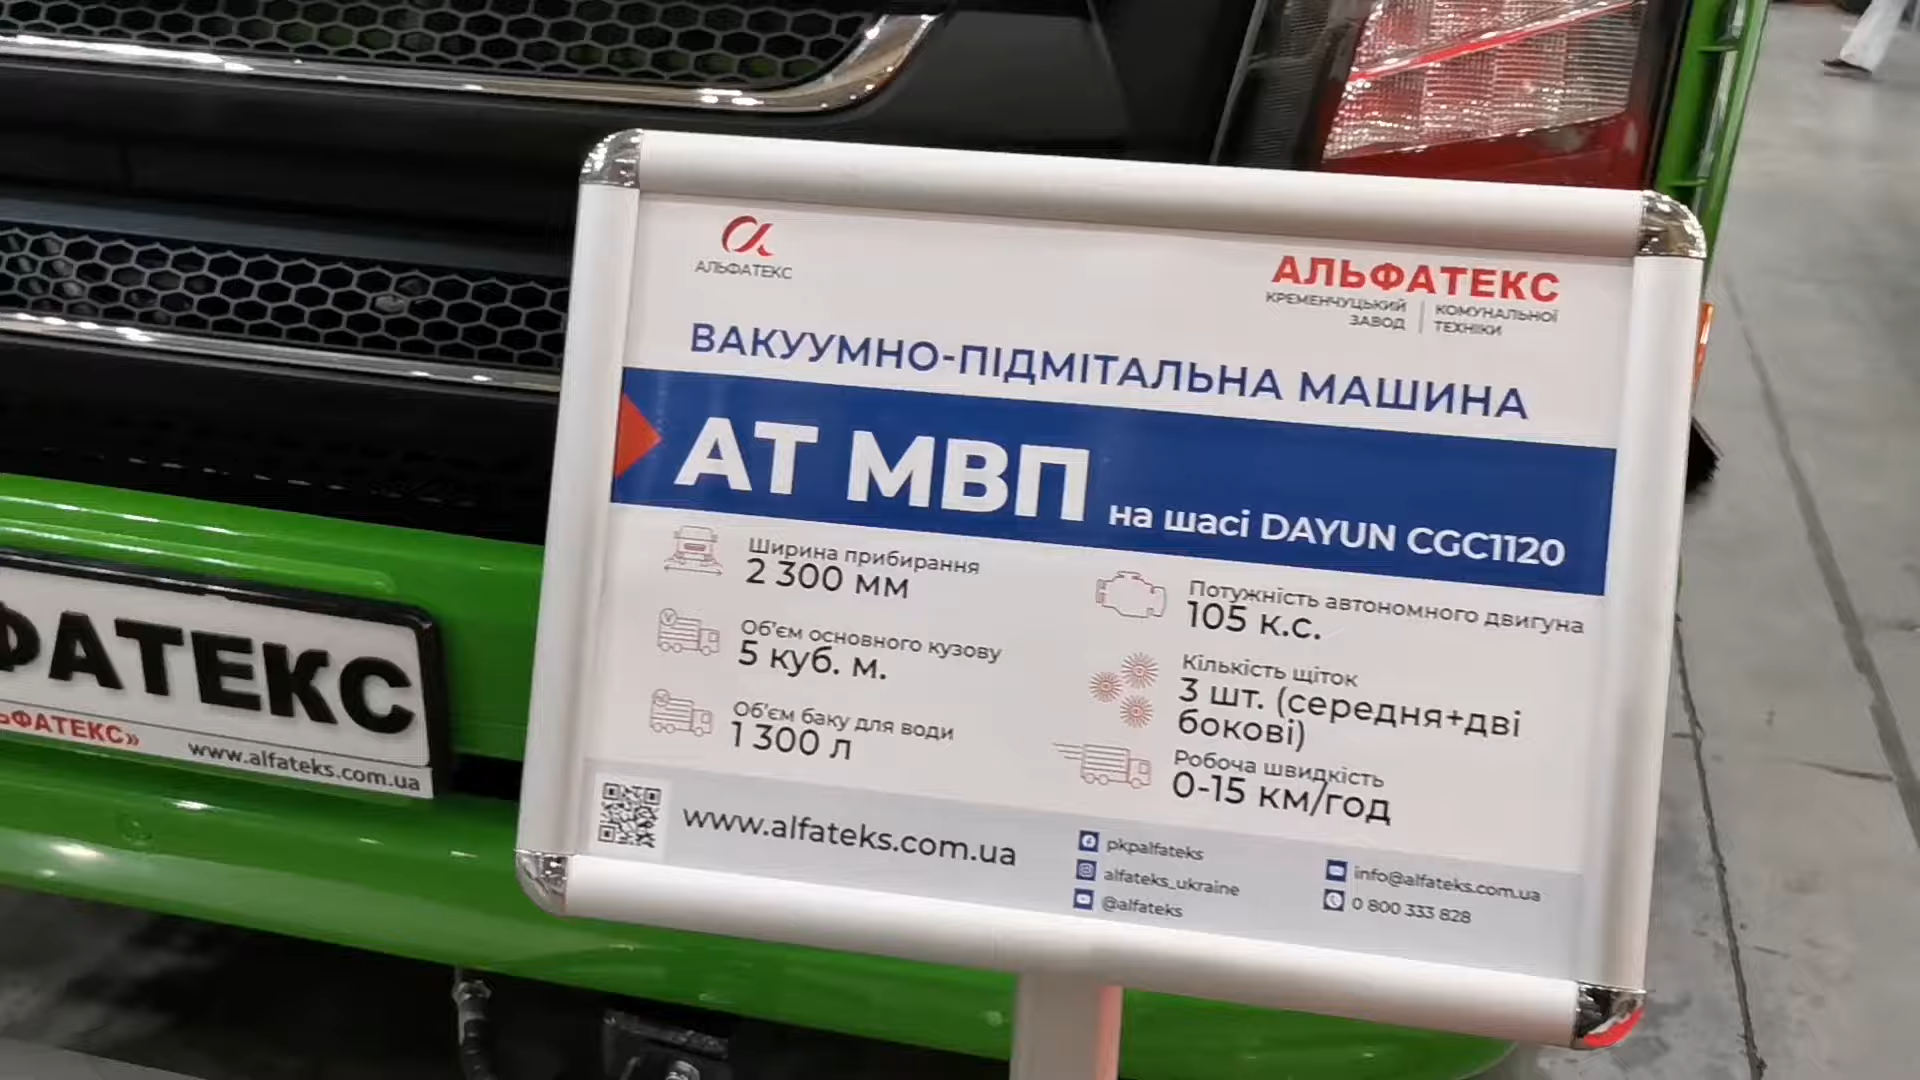 АЛЬФАТЕКС
АЛЬФАТЕКС
КРЕМЕНЧУЦЬКИЙ
ЗАВОД
КОМУНАЛЬНОЇ
ТЕХНІКИ
ВАКУУМНО-ПІДМІТАЛЬНА МАШИНА
АТ МВП на шасі DAYUN CGC1120
Ширина прибирання
2 300 мм
Об'єм основного кузову
5 куб. м.
Об'єм баку для води
1 300 л
Потужність автономного двигуна
105 к.с.
Кількість щіток
3 шт. (середня+дві
бокові)
Робоча швидкість
0-15 км/год
www.alfateks.com.ua
pkpalfateks
alfateks_ukraine
@alfateks
info@alfateks.com.ua
0 800 333 828
ФАТЕКС
ЬФАТЕКС» www.alfateks.com.ua